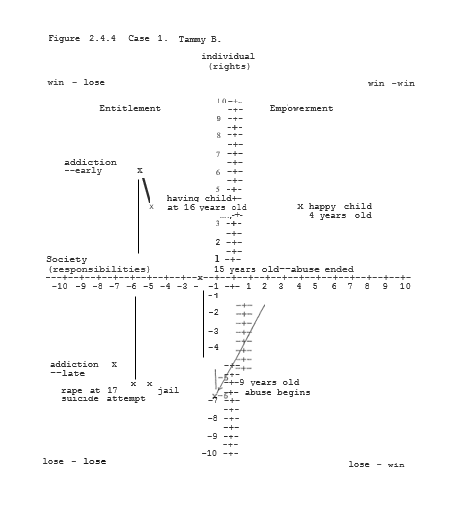 Figure 2.4.4 Case 1. Tammy B.
individual
(rights)
win - lose
win -win
10
Entitlement
Empowerment
9
8
7
addiction
--early
x
6
5
having child
at 16 years old
x
X happy child
4 years old
3
2
1
Society
(responsibilities)
15 years old--abuse ended
x
-10 -9 -8 -7 -6 -5 -4 -3 -2 -1 1 2 3 4 5 6 7 8 9 10
-1
-2
-3
-4
addiction X
--late
x x
9 years old
abuse begins
rape at 17
jail
suicide attempt
x
-7
-8
-9
-10
lose - lose
lose - win